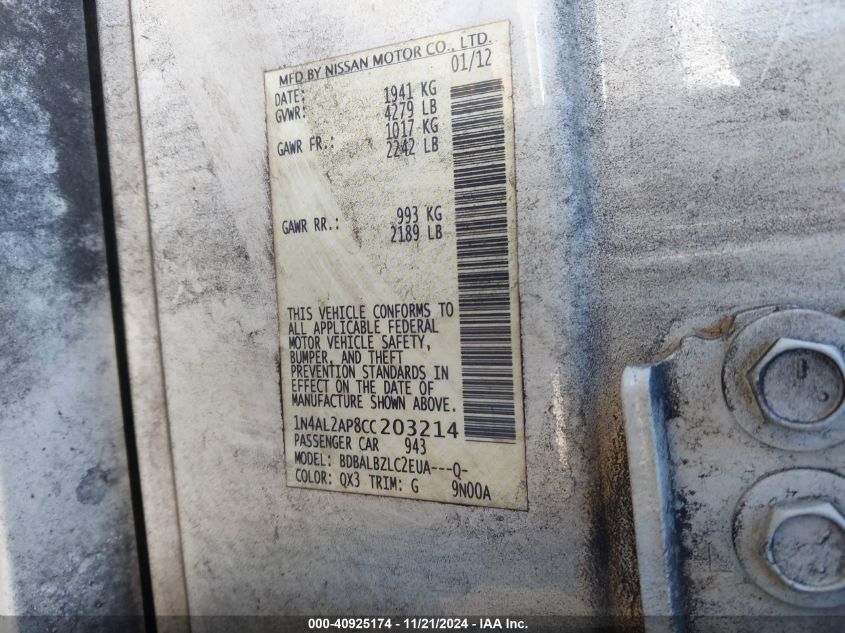 MFD BY NISSAN MOTOR CO., LTD.
DATE: 01/12
GVWR: 1941 KG
4279 LB
GAWR FR.: 1017 KG
2242 LB
GAWR RR.: 993 KG
2189 LB
THIS VEHICLE CONFORMS TO
ALL APPLICABLE FEDERAL
MOTOR VEHICLE SAFETY,
BUMPER, AND THEFT
PREVENTION STANDARDS IN
EFFECT ON THE DATE OF
MANUFACTURE SHOWN ABOVE.
1N4AL2AP8CC203214
PASSENGER CAR 943
MODEL: BDBALBZLC2EUA---Q-
COLOR: QX3 TRIM: G 9N00A
000-40925174 - 11/21/2024 - IAA Inc.